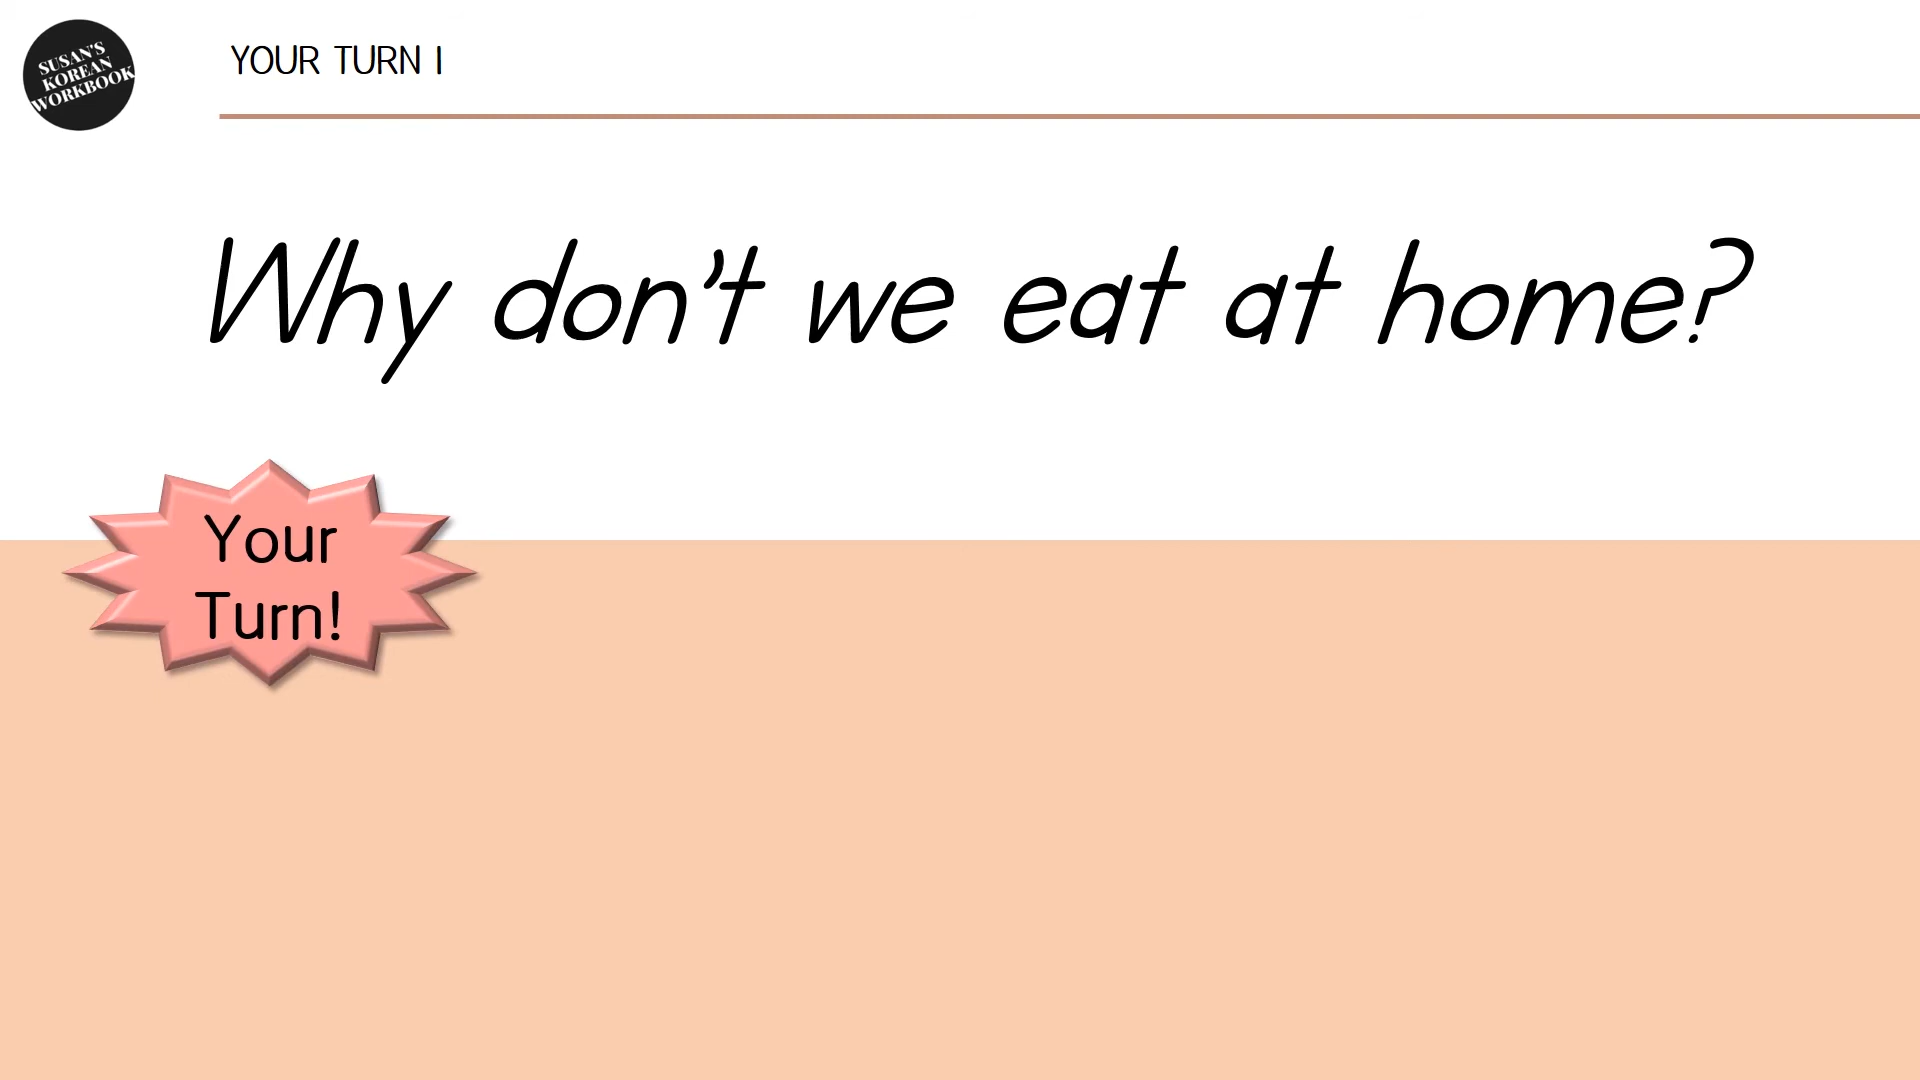 SUSAN'S
KOREAN
WORKBOOK
YOUR TURN I
Why don't we eat at home?
Your
Turn!